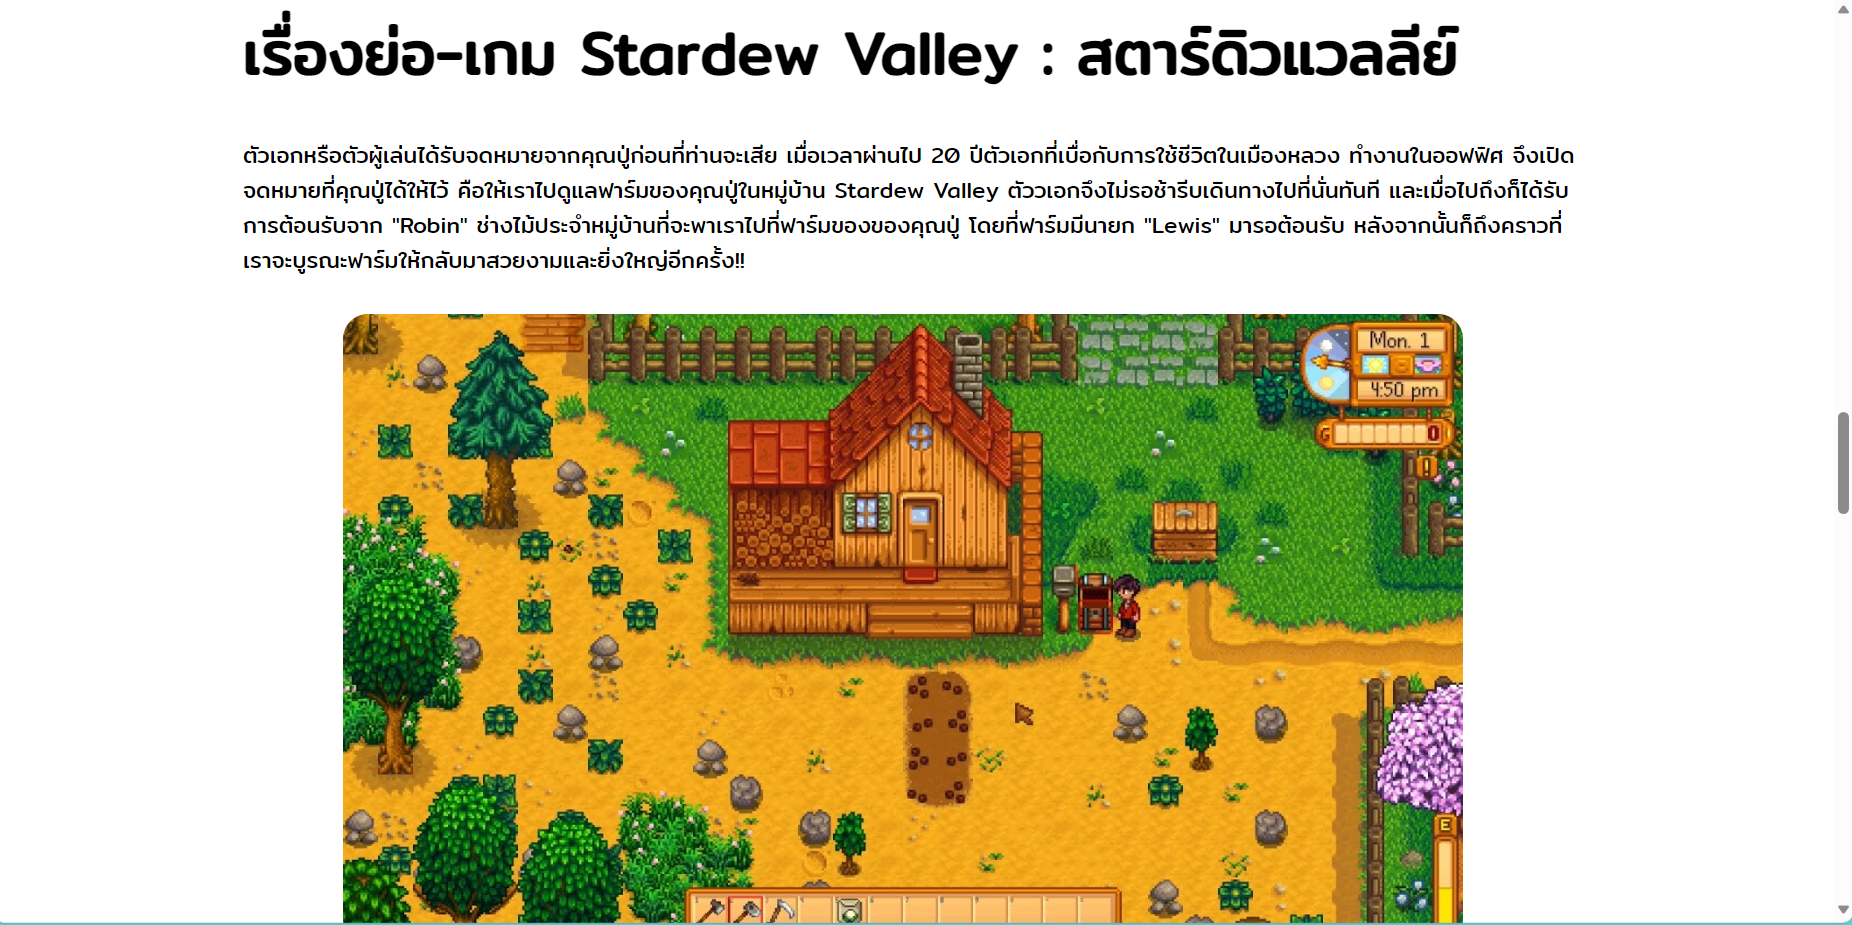 เรื่องย่อ-เกม Stardew Valley : สตาร์ดิวแวลลีย์
ตัวเอกหรือตัวผู้เล่นได้รับจดหมายจากคุณปู่ก่อนที่ท่านจะเสีย เมื่อเวลาผ่านไป 20 ปีตัวเอกที่เบื่อกับการใช้ชีวิตในเมืองหลวง ทำงานในออฟฟิศ จึงเปิด
จดหมายที่คุณปู่ได้ให้ไว้ คือให้เราไปดูแลฟาร์มของคุณปู่ในหมู่บ้าน Stardew Valley ตัววเอกจึงไม่รอช้ารีบเดินทางไปที่นั่นทันที และเมื่อไปถึงก็ได้รับ
การต้อนรับจาก "Robin" ช่างไม้ประจำหมู่บ้านที่จะพาเราไปที่ฟาร์มของของคุณปู่ โดยที่ฟาร์มมีนายก "Lewis" มารอต้อนรับ หลังจากนั้นก็ถึงคราวที่
เราจะบูรณะฟาร์มให้กลับมาสวยงามและยิ่งใหญ่อีกครั้ง!!
Mon. 1
4:50 pm
G 0
!
E